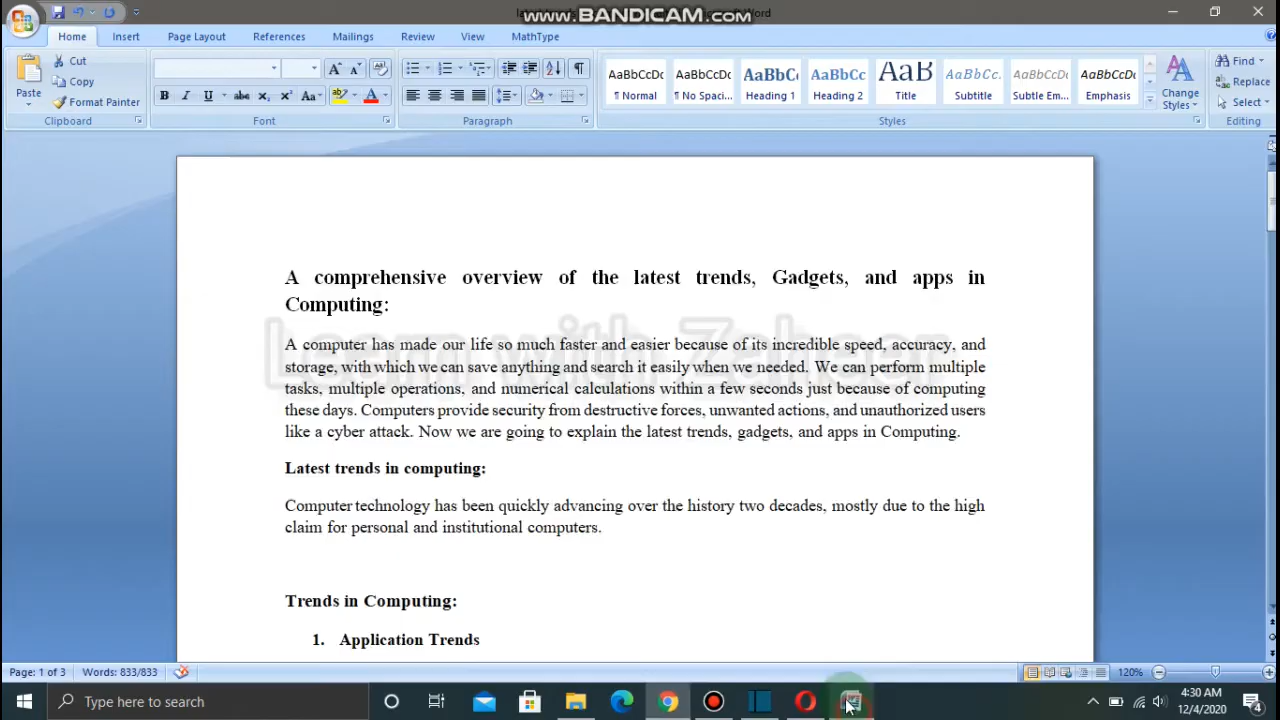 www.BANDICAM.com
Word
Home Insert Page Layout References Mailings Review View MathType
Paste
Cut
Copy
Format Painter
Clipboard
Font
Paragraph
AaBbCcDc AaBbCcDc AaBbC AaBbCc AaB AaBbCc. AaBbCcDc AaBbCcDc
¶ Normal ¶ No Spaci... Heading 1 Heading 2 Title Subtitle Subtle Em... Emphasis
Styles
Change
Styles
Find
Replace
Select
Editing
A comprehensive overview of the latest trends, Gadgets, and apps in
Computing:
Learn with Zaheer
A computer has made our life so much faster and easier because of its incredible speed, accuracy, and
storage, with which we can save anything and search it easily when we needed. We can perform multiple
tasks, multiple operations, and numerical calculations within a few seconds just because of computing
these days. Computers provide security from destructive forces, unwanted actions, and unauthorized users
like a cyber attack. Now we are going to explain the latest trends, gadgets, and apps in Computing.
Latest trends in computing:
Computer technology has been quickly advancing over the history two decades, mostly due to the high
claim for personal and institutional computers.
Trends in Computing:
1. Application Trends
Page: 1 of 3 Words: 833/833 120%
Type here to search
4:30 AM
12/4/2020
4